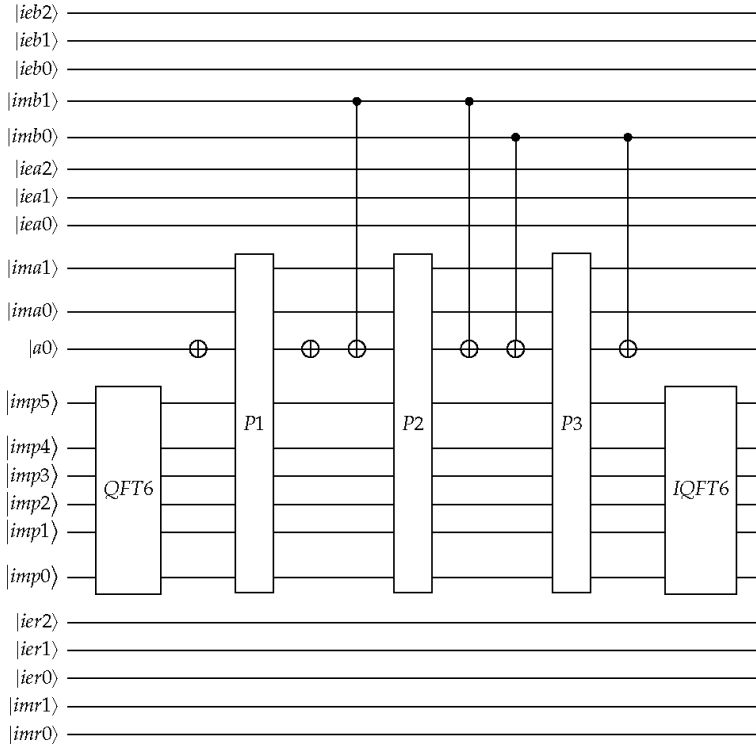 |ieb2⟩
|ieb1⟩
|ieb0⟩
|imb1⟩
|imb0⟩
|iea2⟩
|iea1⟩
|iea0⟩
|ima1⟩
|ima0⟩
|a0⟩
|imp5⟩
P1 P2 P3
|imp4⟩
|imp3⟩
QFT6 IQFT6
|imp2⟩
|imp1⟩
|imp0⟩
|ier2⟩
|ier1⟩
|ier0⟩
|imr1⟩
|imr0⟩